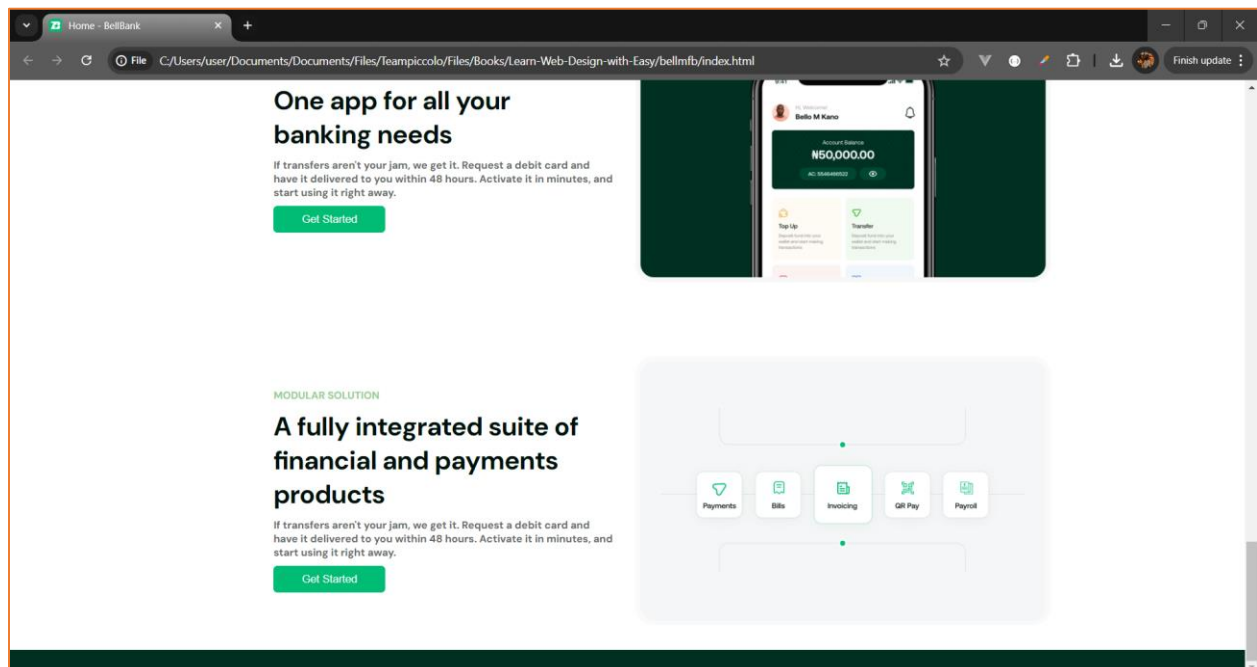 Home - BellBank
File C:/Users/user/Documents/Documents/Files/Teampiccolo/Files/Books/Learn-Web-Design-with-Easy/bellmfb/index.html
Finish update
One app for all your
banking needs
If transfers aren't your jam, we get it. Request a debit card and
have it delivered to you within 48 hours. Activate it in minutes, and
start using it right away.
Get Started
Bello M Kano
Account Balance
₦50,000.00
Top Up
Transfer
MODULAR SOLUTION
A fully integrated suite of
financial and payments
products
If transfers aren't your jam, we get it. Request a debit card and
have it delivered to you within 48 hours. Activate it in minutes, and
start using it right away.
Get Started
Payments
Bills
Invoicing
QR Pay
Payroll